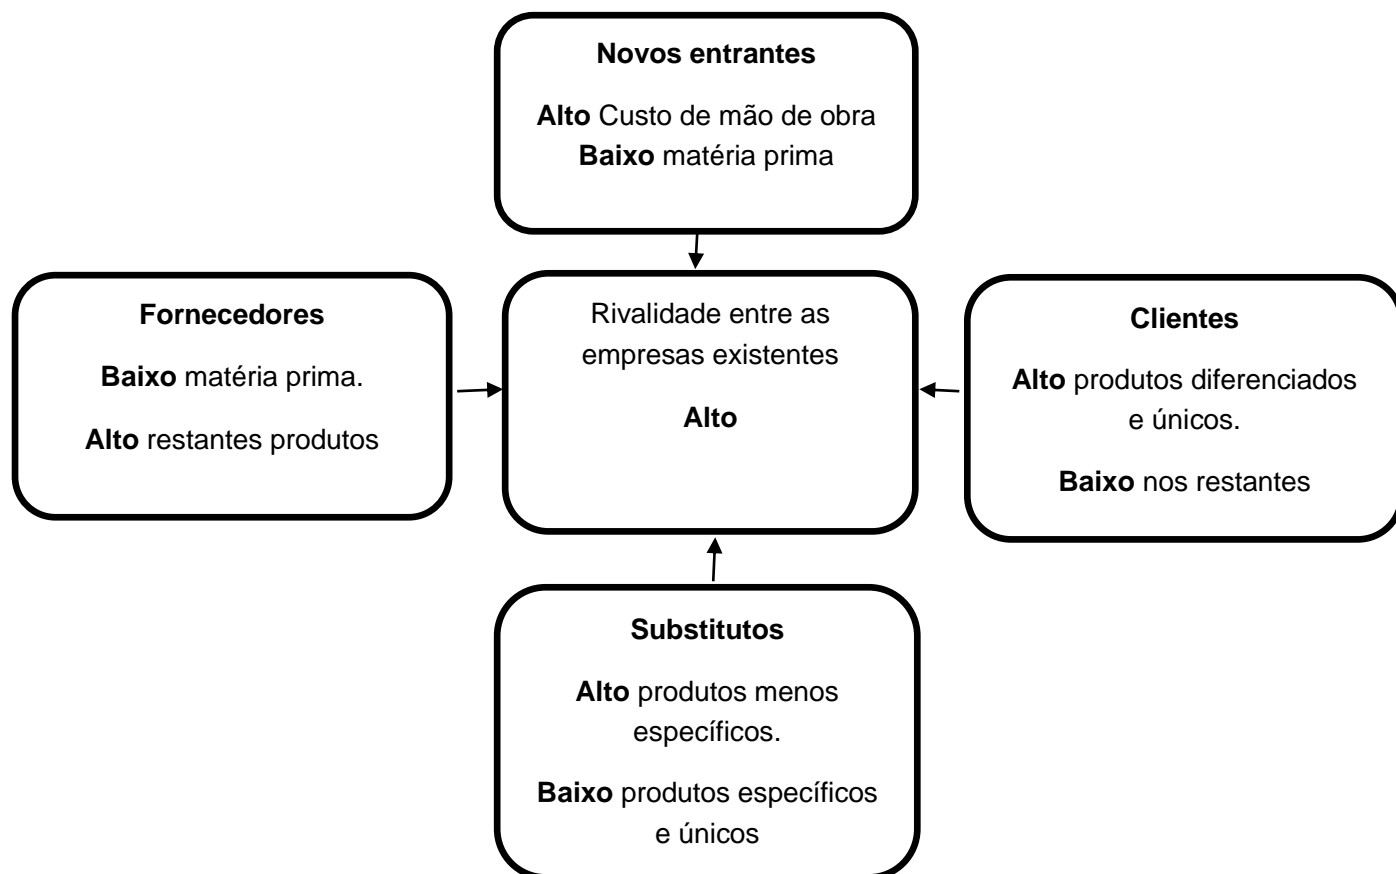 Novos entrantes
Alto Custo de mão de obra
Baixo matéria prima
Fornecedores
Baixo matéria prima.
Alto restantes produtos
Rivalidade entre as
empresas existentes
Alto
Clientes
Alto produtos diferenciados
e únicos.
Baixo nos restantes
Substitutos
Alto produtos menos
específicos.
Baixo produtos específicos
e únicos